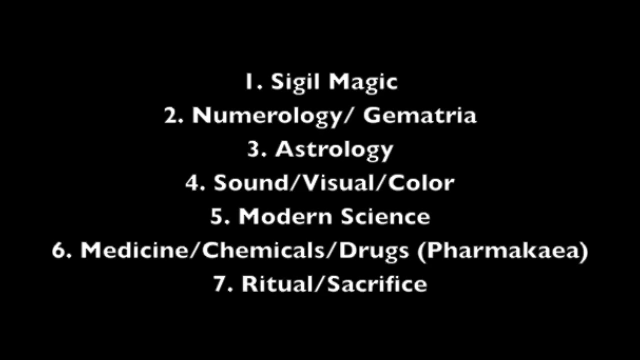 1. Sigil Magic
2. Numerology/ Gematria
3. Astrology
4. Sound/Visual/Color
5. Modern Science
6. Medicine/Chemicals/Drugs (Pharmakaea)
7. Ritual/Sacrifice